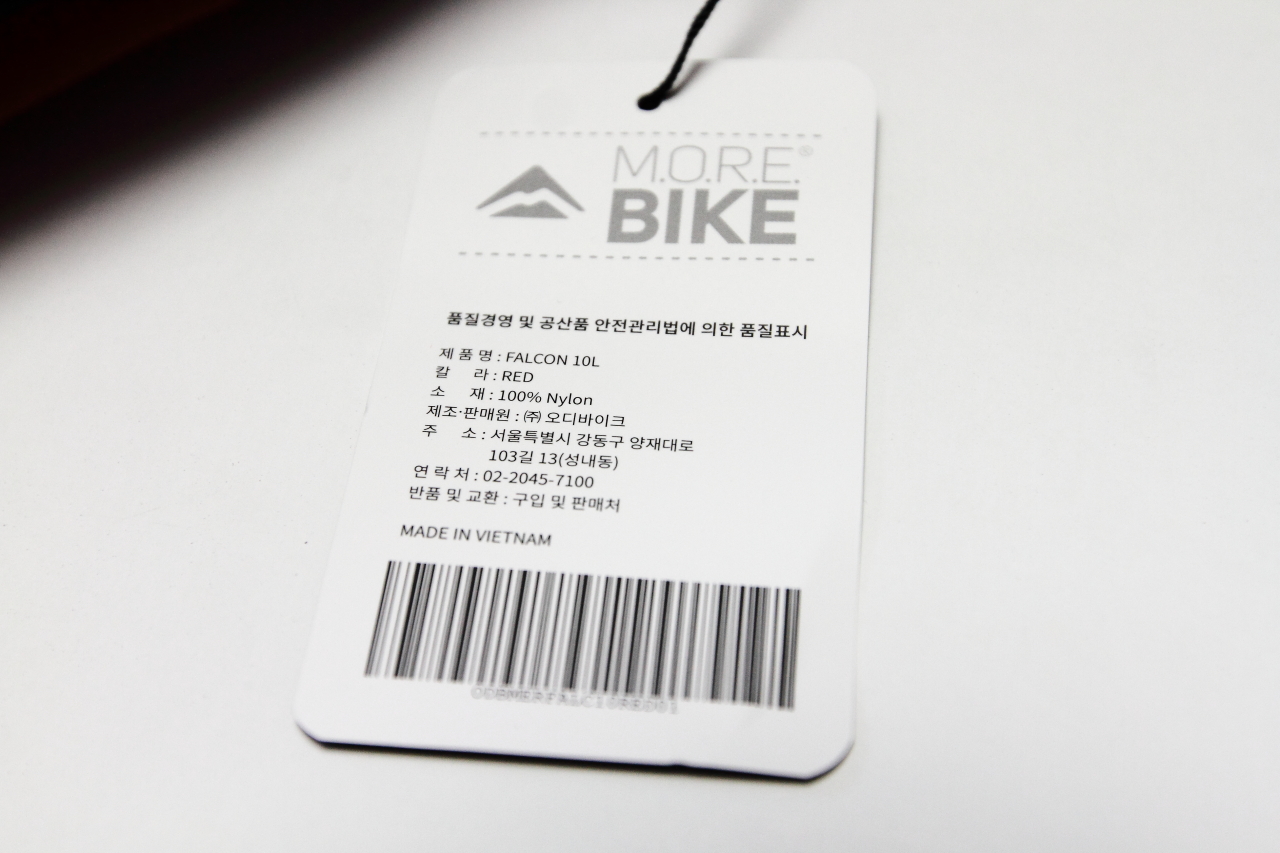 M.O.R.E.®
BIKE
품질경영 및 공산품 안전관리법에 의한 품질표시
제 품 명 : FALCON 10L
칼 라 : RED
소 재 : 100% Nylon
제조·판매원 : ㈜ 오디바이크
주 소 : 서울특별시 강동구 양재대로
103길 13(성내동)
연 락 처 : 02-2045-7100
반품 및 교환 : 구입 및 판매처
MADE IN VIETNAM